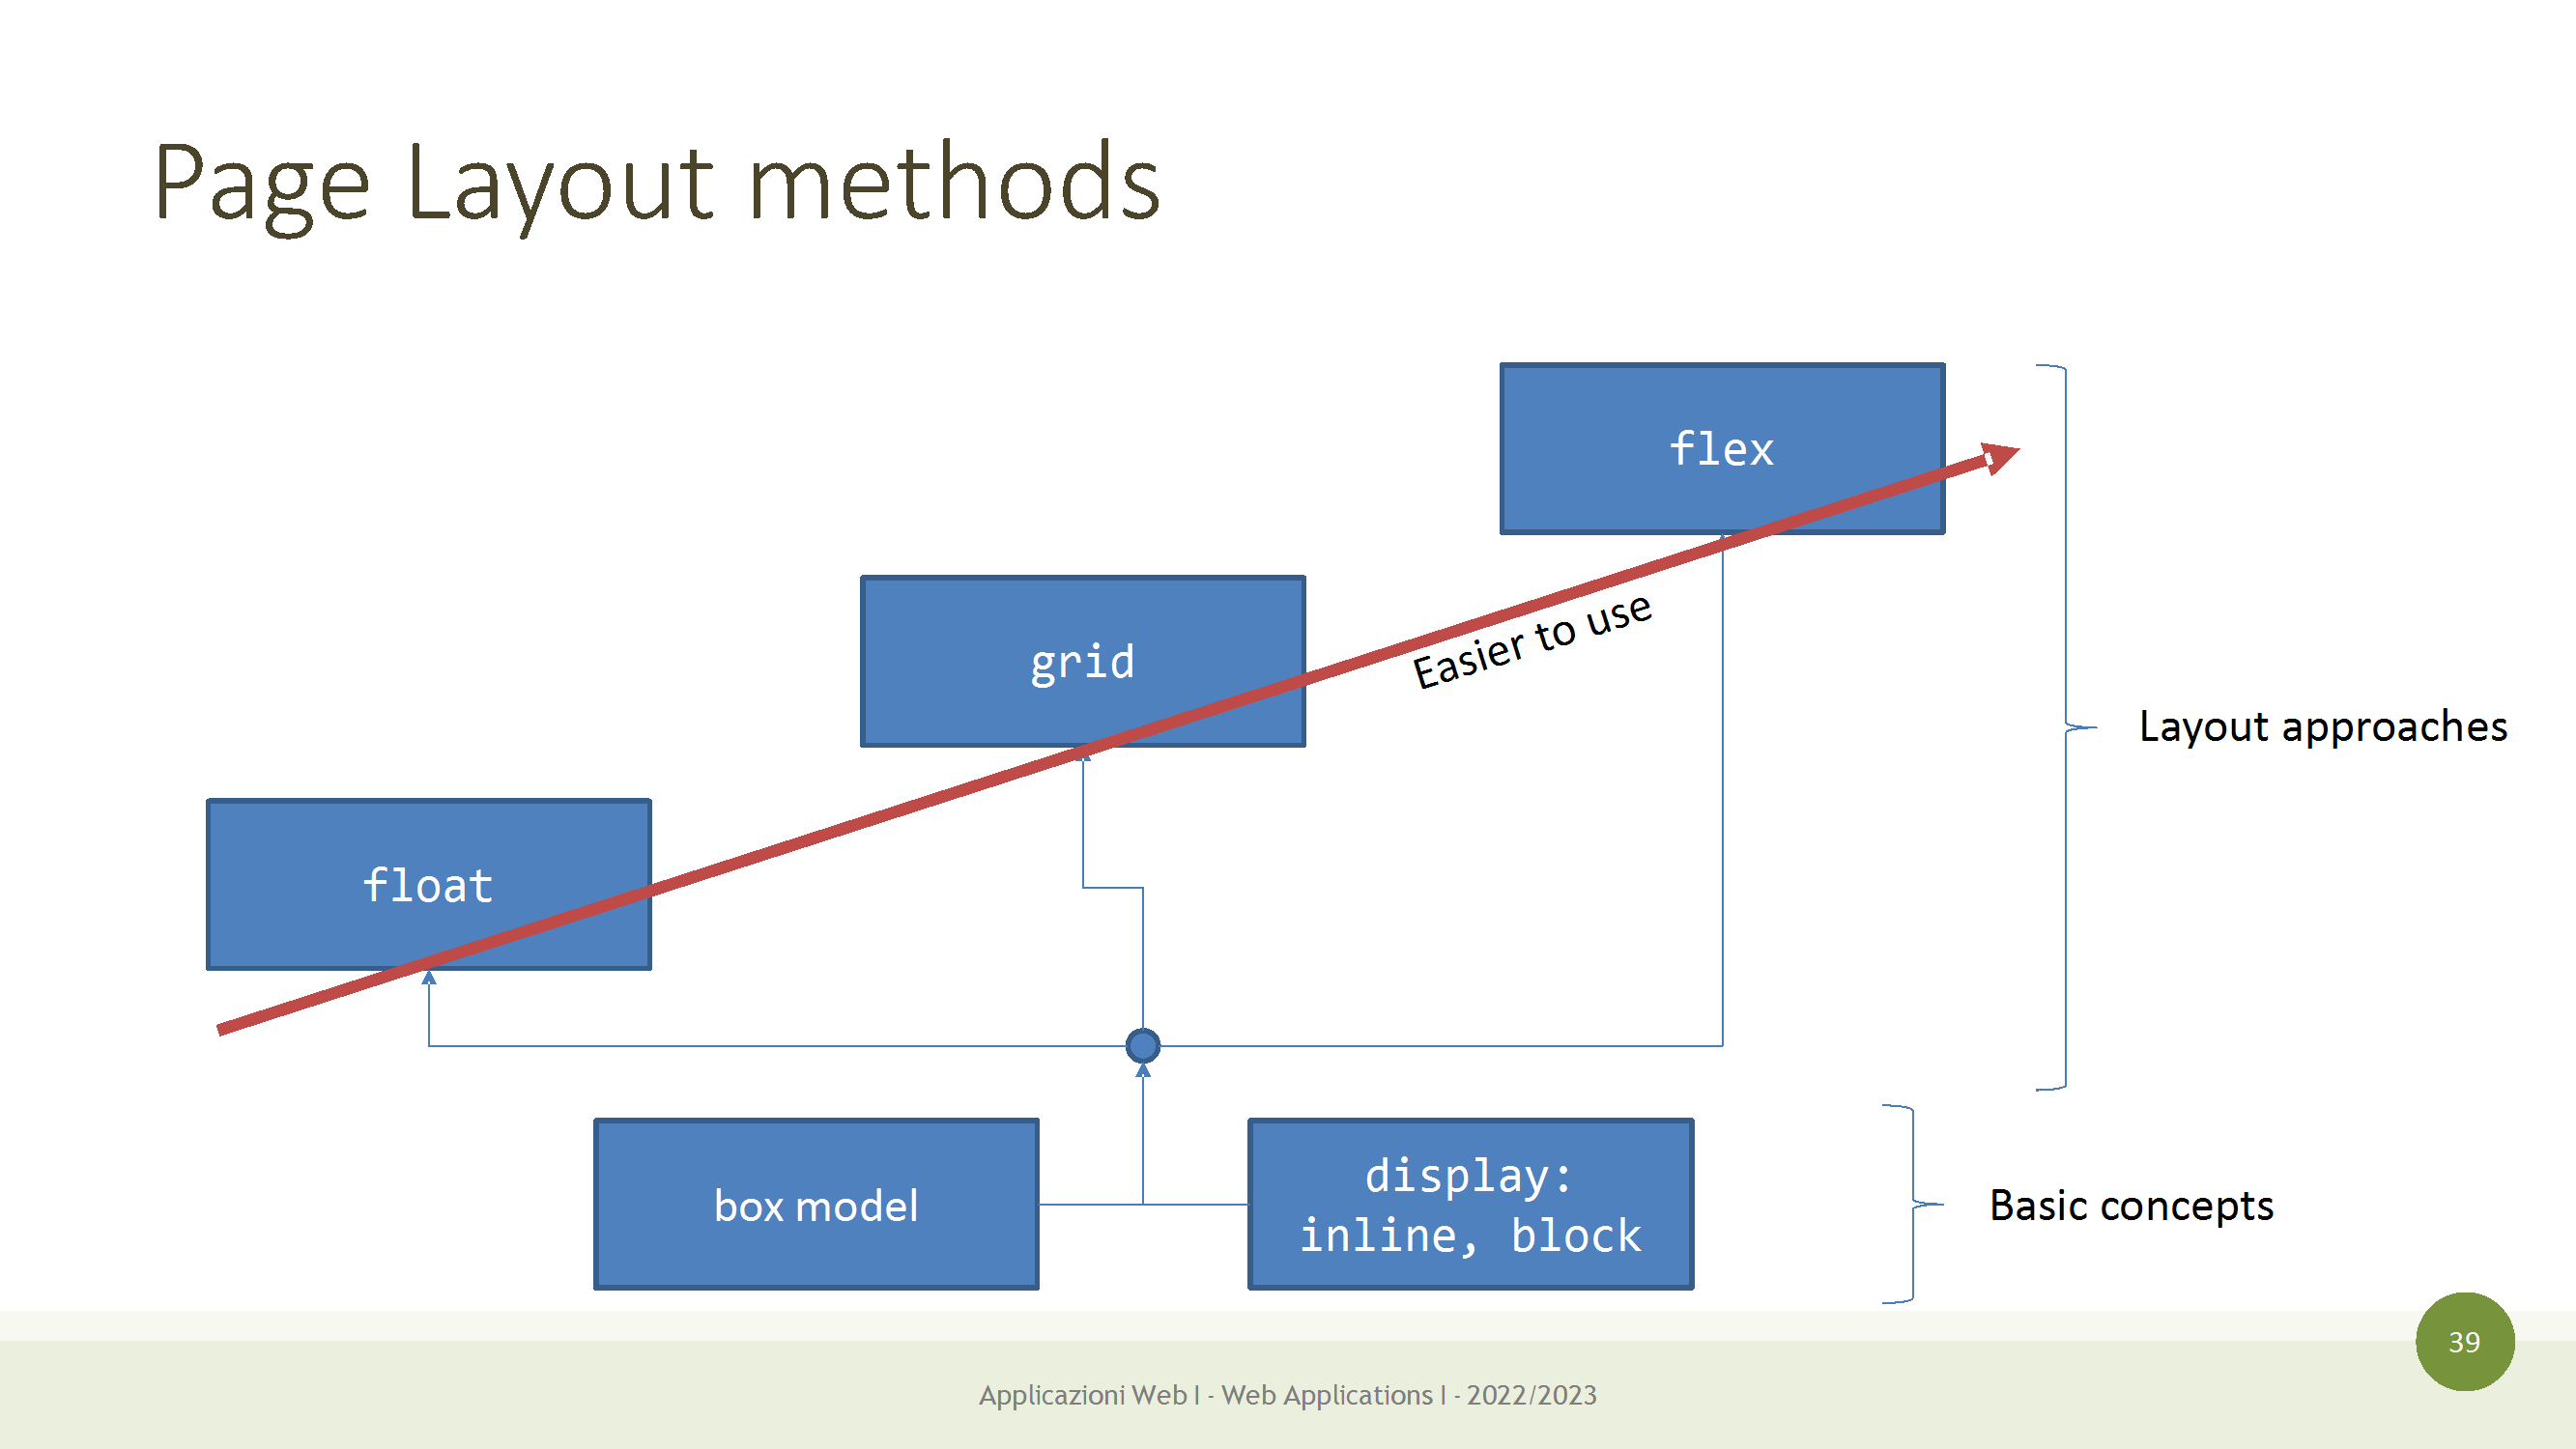 Page Layout methods
flex
grid
Easier to use
Layout approaches
float
box model
display:
inline, block
Basic concepts
39
Applicazioni Web I - Web Applications I - 2022/2023